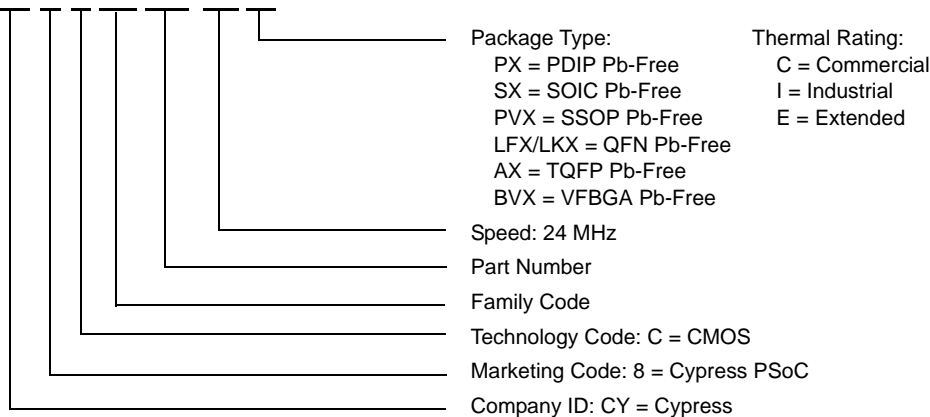 Package Type:
PX = PDIP Pb-Free
SX = SOIC Pb-Free
PVX = SSOP Pb-Free
LFX/LKX = QFN Pb-Free
AX = TQFP Pb-Free
BVX = VFBGA Pb-Free
Thermal Rating:
C = Commercial
I = Industrial
E = Extended
Speed: 24 MHz
Part Number
Family Code
Technology Code: C = CMOS
Marketing Code: 8 = Cypress PSoC
Company ID: CY = Cypress